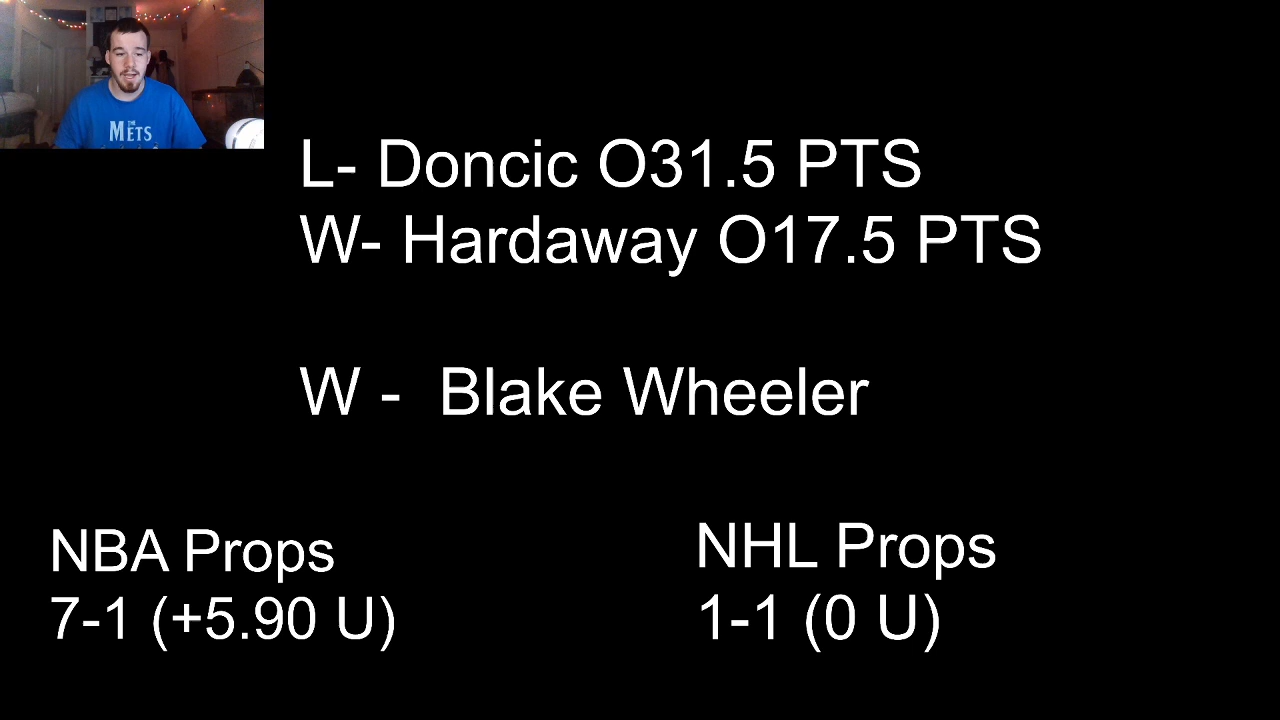 THE
METS
L- Doncic O31.5 PTS
W- Hardaway O17.5 PTS
W -  Blake Wheeler
NBA Props
7-1 (+5.90 U)
NHL Props
1-1 (0 U)